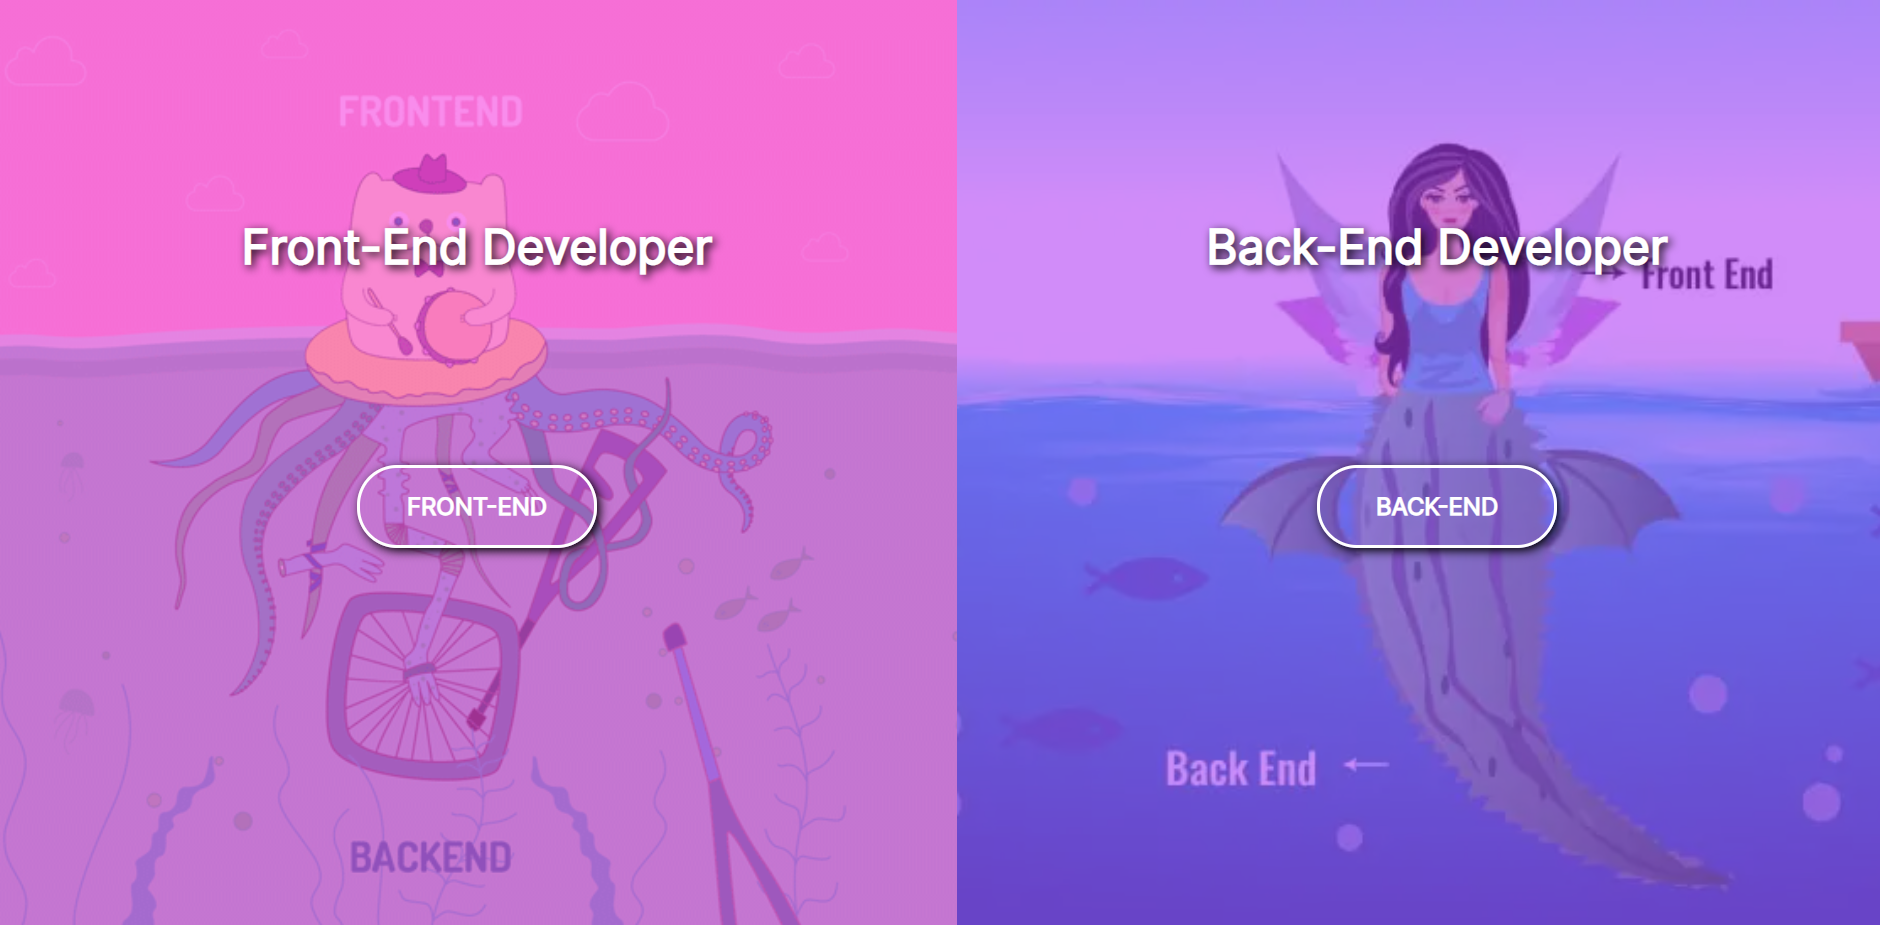 FRONTEND
Front-End Developer
FRONT-END
BACKEND
Back-End Developer
Front End
BACK-END
Back End